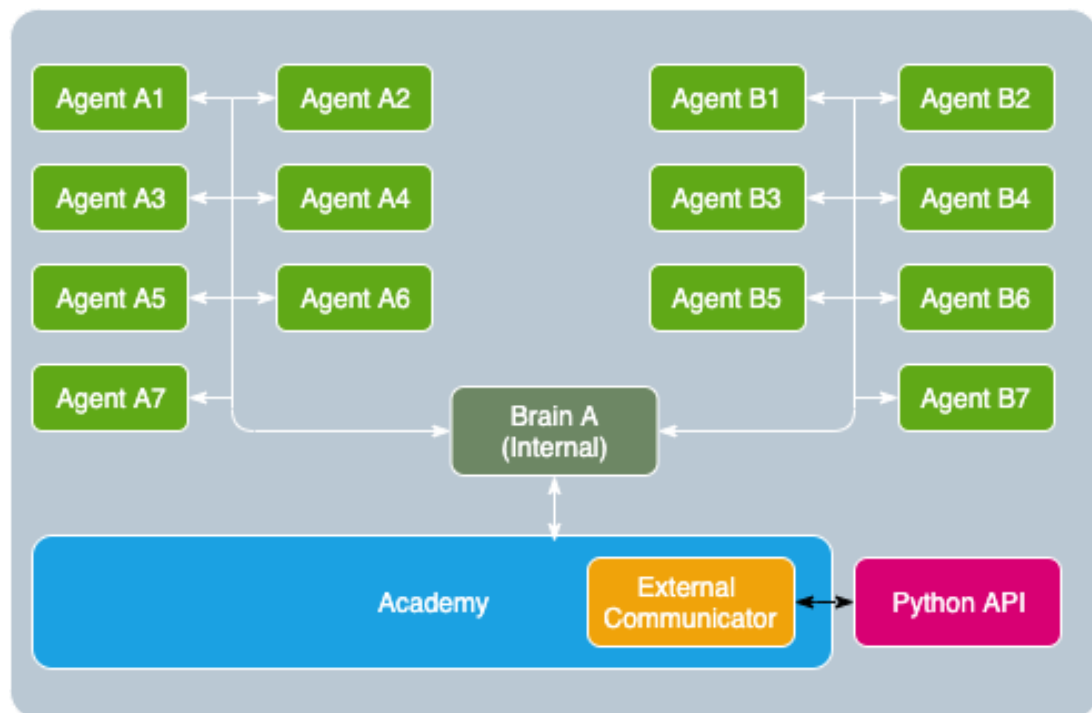 Agent A1
Agent A2
Agent B1
Agent B2
Agent A3
Agent A4
Agent B3
Agent B4
Agent A5
Agent A6
Agent B5
Agent B6
Agent A7
Agent B7
Brain A
(Internal)
Academy
External
Communicator
Python API